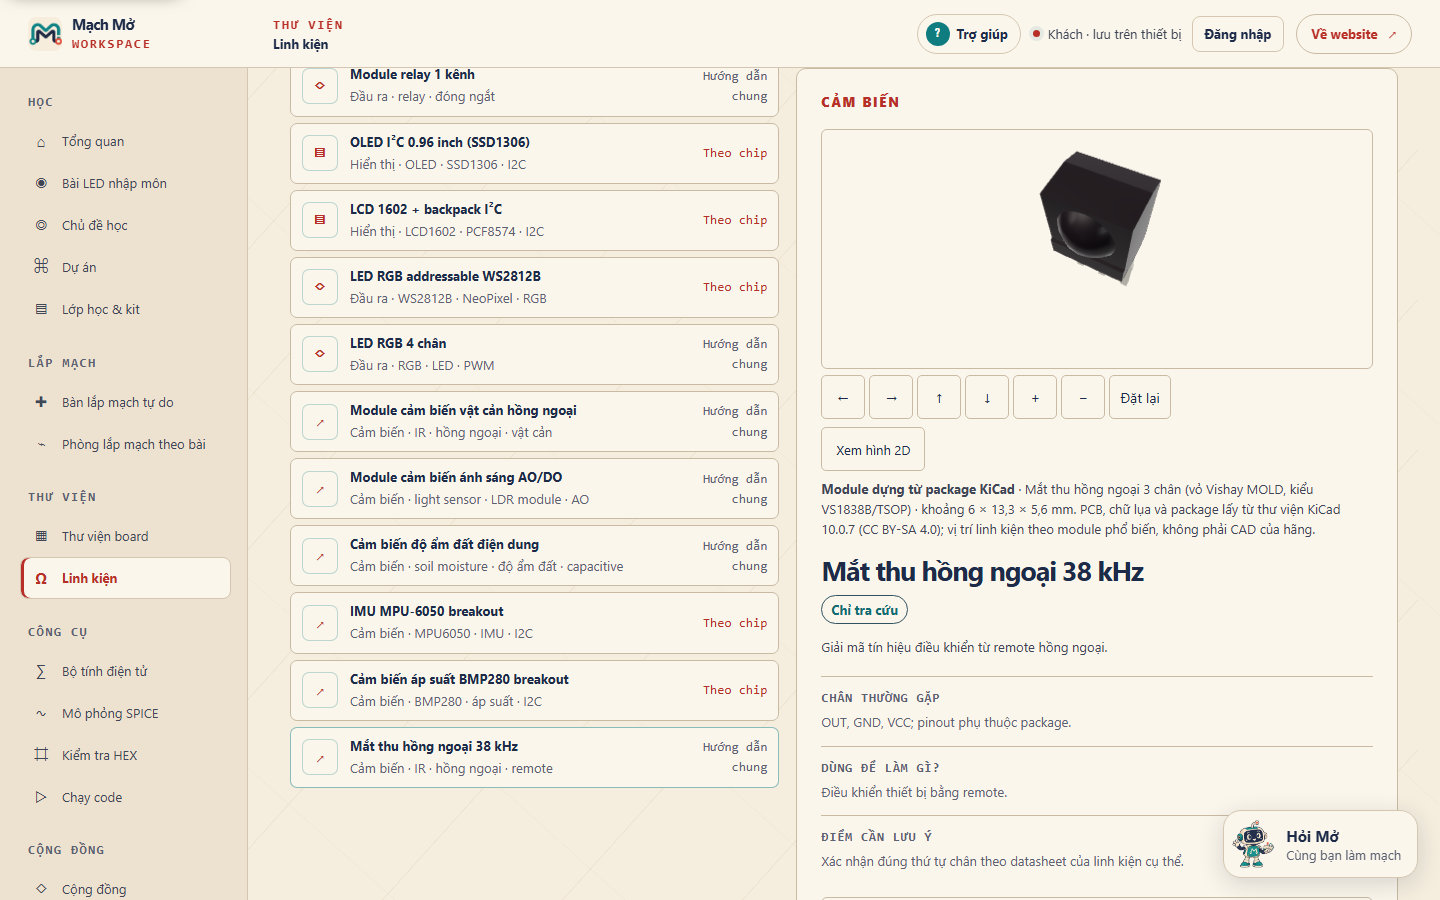 Mạch Mở
WORKSPACE
THƯ VIỆN
Linh kiện
? Trợ giúp
Khách · lưu trên thiết bị
Đăng nhập
Về website ↗
HỌC
Tổng quan
Bài LED nhập môn
Chủ đề học
Dự án
Lớp học & kit
LẮP MẠCH
Bàn lắp mạch tự do
Phòng lắp mạch theo bài
THƯ VIỆN
Thư viện board
Ω Linh kiện
CÔNG CỤ
∑ Bộ tính điện tử
∿ Mô phỏng SPICE
Kiểm tra HEX
▷ Chạy code
CỘNG ĐỒNG
◇ Cộng đồng
Module relay 1 kênh
Đầu ra · relay · đóng ngắt
Hướng dẫn
chung
OLED I²C 0.96 inch (SSD1306)
Hiển thị · OLED · SSD1306 · I2C
Theo chip
LCD 1602 + backpack I²C
Hiển thị · LCD1602 · PCF8574 · I2C
Theo chip
LED RGB addressable WS2812B
Đầu ra · WS2812B · NeoPixel · RGB
Theo chip
LED RGB 4 chân
Đầu ra · RGB · LED · PWM
Hướng dẫn
chung
Module cảm biến vật cản hồng ngoại
Cảm biến · IR · hồng ngoại · vật cản
Hướng dẫn
chung
Module cảm biến ánh sáng AO/DO
Cảm biến · light sensor · LDR module · AO
Hướng dẫn
chung
Cảm biến độ ẩm đất điện dung
Cảm biến · soil moisture · độ ẩm đất · capacitive
Hướng dẫn
chung
IMU MPU-6050 breakout
Cảm biến · MPU6050 · IMU · I2C
Theo chip
Cảm biến áp suất BMP280 breakout
Cảm biến · BMP280 · áp suất · I2C
Theo chip
Mắt thu hồng ngoại 38 kHz
Cảm biến · IR · hồng ngoại · remote
Hướng dẫn
chung
CẢM BIẾN
← → ↑ ↓ + − Đặt lại
Xem hình 2D
Module dựng từ package KiCad · Mắt thu hồng ngoại 3 chân (vỏ Vishay MOLD, kiểu
VS1838B/TSOP) · khoảng 6 × 13,3 × 5,6 mm. PCB, chữ lụa và package lấy từ thư viện KiCad
10.0.7 (CC BY-SA 4.0); vị trí linh kiện theo module phổ biến, không phải CAD của hãng.
Mắt thu hồng ngoại 38 kHz
Chỉ tra cứu
Giải mã tín hiệu điều khiển từ remote hồng ngoại.
CHÂN THƯỜNG GẶP
OUT, GND, VCC; pinout phụ thuộc package.
DÙNG ĐỂ LÀM GÌ?
Điều khiển thiết bị bằng remote.
ĐIỂM CẦN LƯU Ý
Xác nhận đúng thứ tự chân theo datasheet của linh kiện cụ thể.
Hỏi Mở
Cùng bạn làm mạch